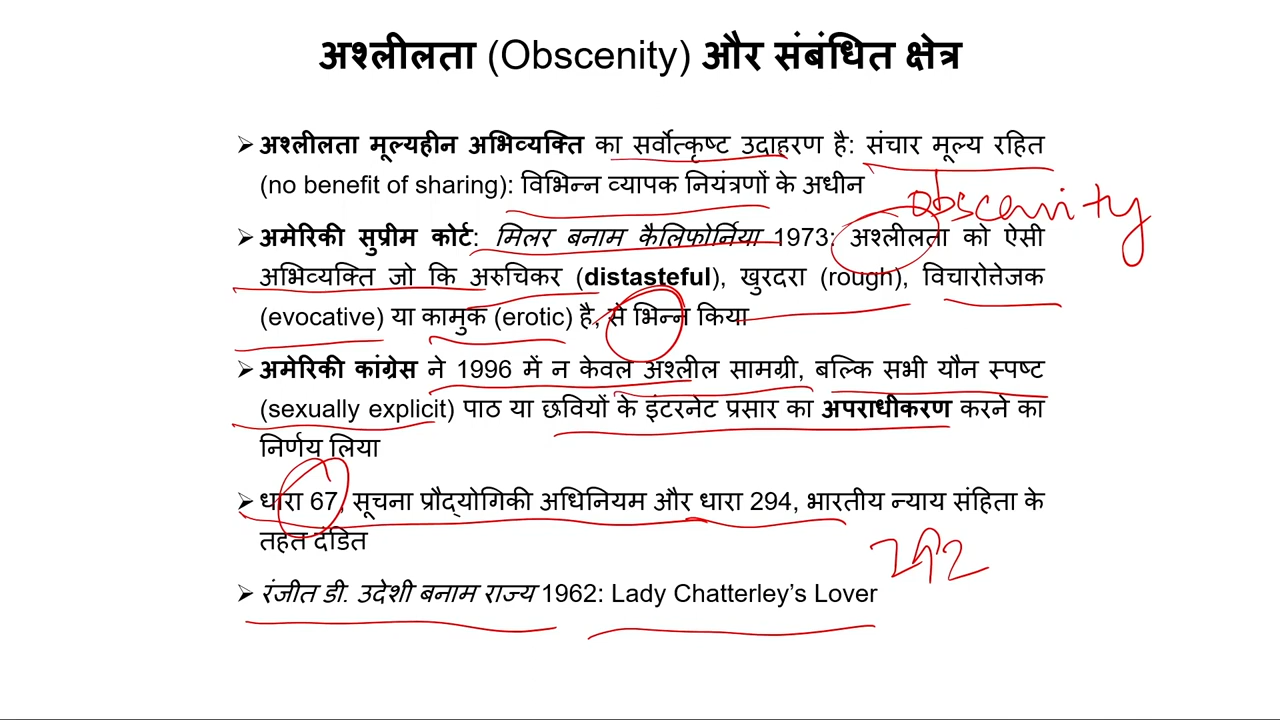 अश्लीलता (Obscenity) और संबंधित क्षेत्र
➢ अश्लीलता मूल्यहीन अभिव्यक्ति का सर्वोत्कृष्ट उदाहरण है: संचार मूल्य रहित
(no benefit of sharing): विभिन्न व्यापक नियंत्रणों के अधीन
obscenity
➢ अमेरिकी सुप्रीम कोर्ट: मिलर बनाम कैलिफोर्निया 1973: अश्लीलता को ऐसी
अभिव्यक्ति जो कि अरुचिकर (distasteful), खुरदरा (rough), विचारोत्तेजक
(evocative) या कामुक (erotic) है, से भिन्न किया
➢ अमेरिकी कांग्रेस ने 1996 में न केवल अश्लील सामग्री, बल्कि सभी यौन स्पष्ट
(sexually explicit) पाठ या छवियों के इंटरनेट प्रसार का अपराधीकरण करने का
निर्णय लिया
➢ धारा 67, सूचना प्रौद्योगिकी अधिनियम और धारा 294, भारतीय न्याय संहिता के
तहत दंडित
292
➢ रंजीत डी. उदेशी बनाम राज्य 1962: Lady Chatterley’s Lover